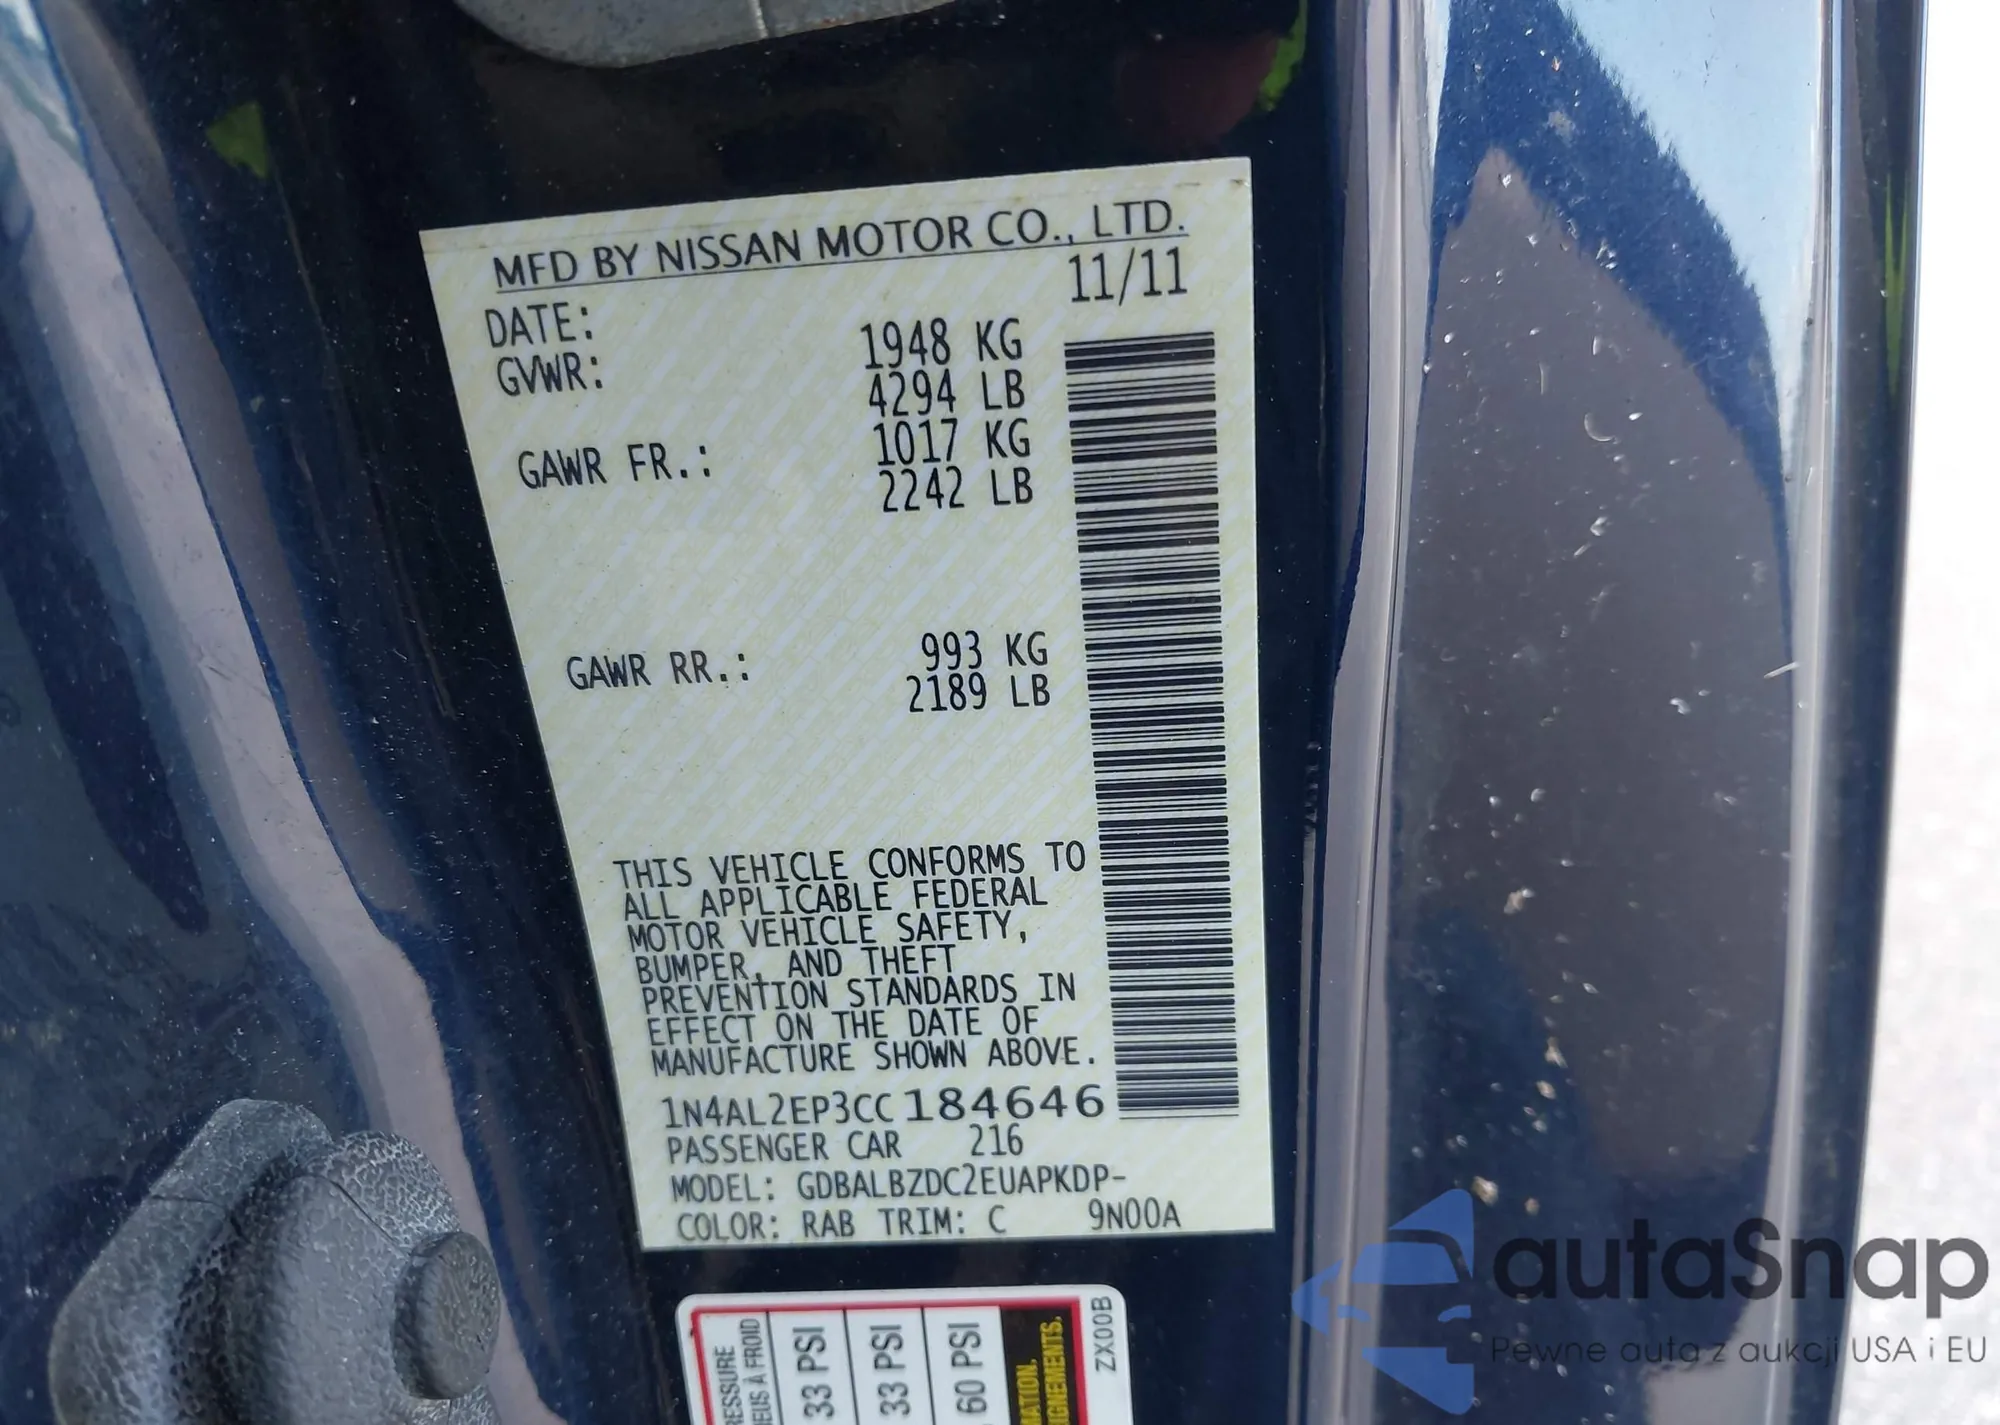 MFD BY NISSAN MOTOR CO., LTD.
DATE: 11/11
GVWR: 1948 KG
4294 LB
GAWR FR.: 1017 KG
2242 LB
GAWR RR.: 993 KG
2189 LB
THIS VEHICLE CONFORMS TO
ALL APPLICABLE FEDERAL
MOTOR VEHICLE SAFETY,
BUMPER, AND THEFT
PREVENTION STANDARDS IN
EFFECT ON THE DATE OF
MANUFACTURE SHOWN ABOVE.
1N4AL2EP3CC184646
PASSENGER CAR 216
MODEL: GDBALBZDC2EUAPKDP-
COLOR: RAB TRIM: C 9N00A
33 PSI
33 PSI
60 PSI
ZX00B
À FROID
autaSnap
Pewne auta z aukcji USA i EU